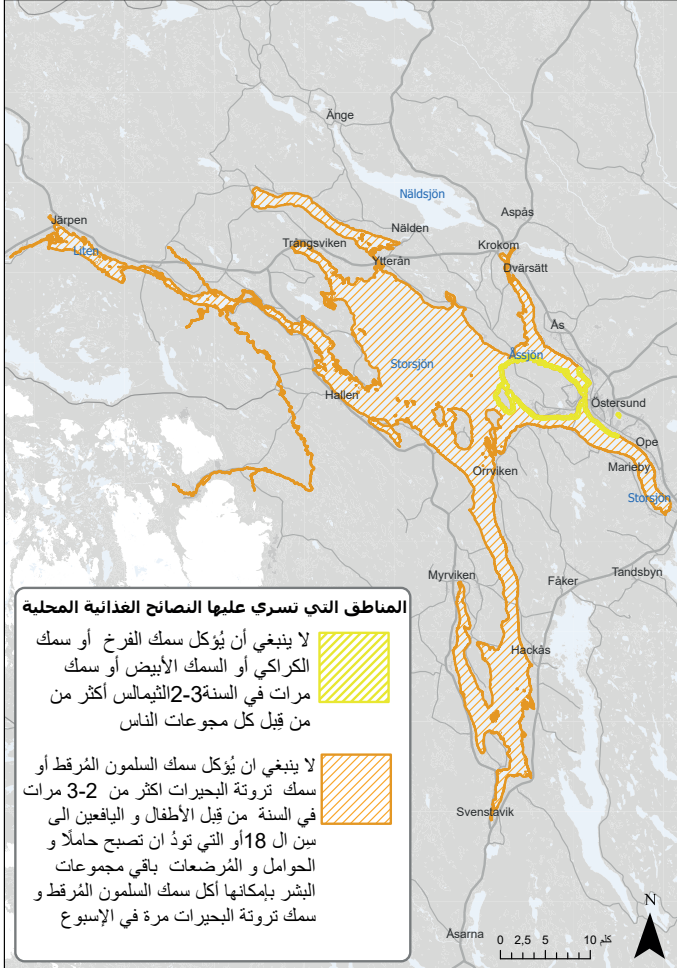 Änge
Näldsjön
Aspås
Järpen
Nälden
Liten
Trångsviken
Krokom
Ytterån
Dvärsätt
Ås
Åssjön
Storsjön
Hallen
Östersund
Ope
Marieby
Orrviken
Storsjön
Myrviken
Fåker
Tandsbyn
Hackås
Svenstavik
Åsarna
المناطق التي تسري عليها النصائح الغذائية المحلية
لا ينبغي أن يُؤكل سمك الفرخ أو سمك
الكراكي أو السمك الأبيض أو سمك
الثيمالس أكثر من 2-3 مرات في السنة
من قِبل كل مجوعات الناس
لا ينبغي ان يُؤكل سمك السلمون المُرقط أو
سمك تروتة البحيرات اكثر من 2-3 مرات
في السنة من قِبل الأطفال و اليافعين الى
سِن ال 18أو التي تودُ ان تصبح حاملًا و
الحوامل و المُرضعات باقي مجموعات
البشر بإمكانها أكل سمك السلمون المُرقط و
سمك تروتة البحيرات مرة في الإسبوع
N
0 2,5 5 10 كلم